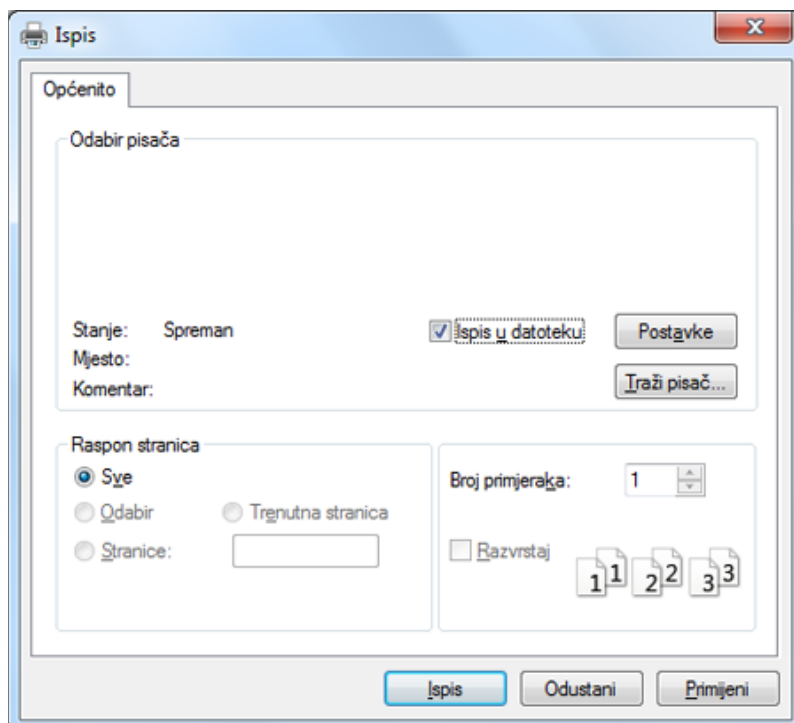 Ispis
Općenito
Odabir pisača
Stanje: Spreman
Ispis u datoteku
Postavke
Mjesto:
Komentar:
Traži pisač...
Raspon stranica
Sve
Odabir
Trenutna stranica
Stranice:
Broj primjeraka: 1
Razvrstaj
1 1 2 2 3 3
Ispis Odustani Primijeni